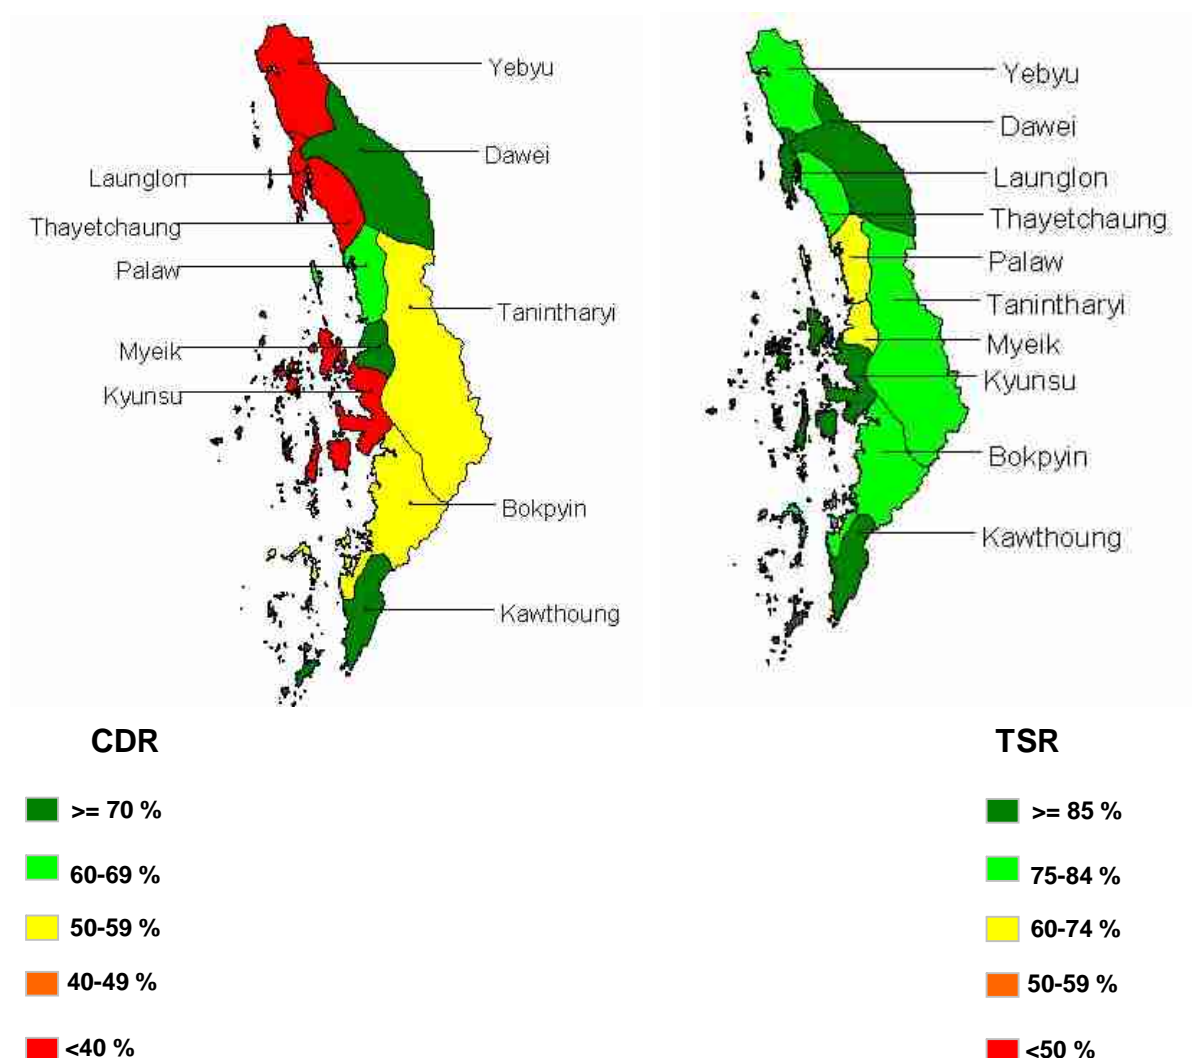 Yebyu
Dawei
Launglon
Thayetchaung
Palaw
Tanintharyi
Myeik
Kyunsu
Bokpyin
Kawthoung
Yebyu
Dawei
Launglon
Thayetchaung
Palaw
Tanintharyi
Myeik
Kyunsu
Bokpyin
Kawthoung
CDR
>= 70 %
60-69 %
50-59 %
40-49 %
<40 %
TSR
>= 85 %
75-84 %
60-74 %
50-59 %
<50 %